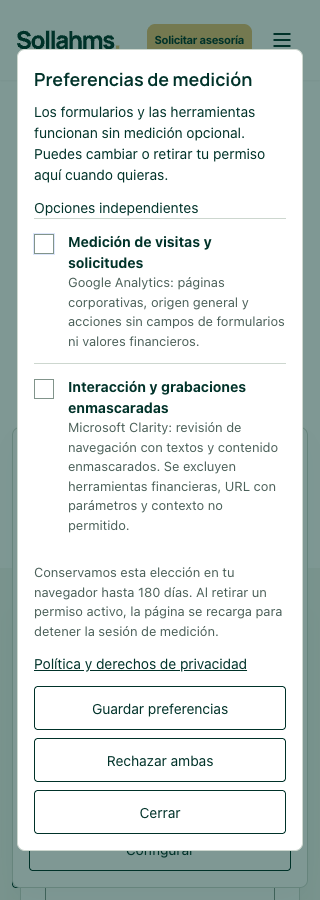 Sollahms.
Solicitar asesoría
Preferencias de medición
Los formularios y las herramientas
funcionan sin medición opcional.
Puedes cambiar o retirar tu permiso
aquí cuando quieras.
Opciones independientes
Medición de visitas y
solicitudes
Google Analytics: páginas
corporativas, origen general y
acciones sin campos de formularios
ni valores financieros.
Interacción y grabaciones
enmascaradas
Microsoft Clarity: revisión de
navegación con textos y contenido
enmascarados. Se excluyen
herramientas financieras, URL con
parámetros y contexto no
permitido.
Conservamos esta elección en tu
navegador hasta 180 días. Al retirar un
permiso activo, la página se recarga para
detener la sesión de medición.
Política y derechos de privacidad
Guardar preferencias
Rechazar ambas
Cerrar
Configurar